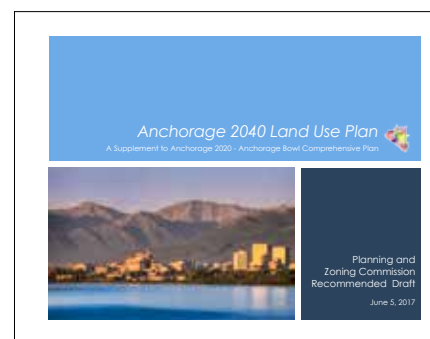 Anchorage 2040 Land Use Plan
A Supplement to Anchorage 2020 - Anchorage Bowl Comprehensive Plan
Planning and
Zoning Commission
Recommended Draft
June 5, 2017